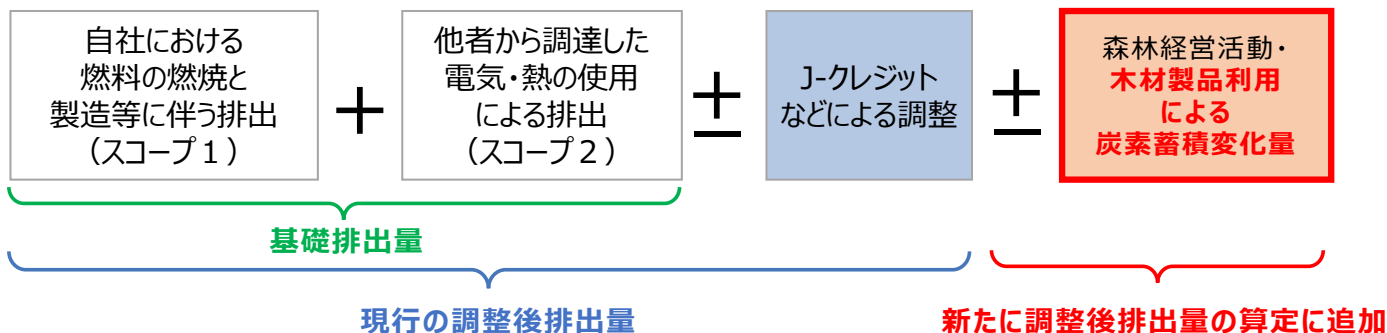 自社における
燃料の燃焼と
製造等に伴う排出
（スコープ１）
＋
他者から調達した
電気・熱の使用
による排出
（スコープ２）
±
J-クレジット
などによる調整
±
森林経営活動・
木材製品利用
による
炭素蓄積変化量
基礎排出量
現行の調整後排出量
新たに調整後排出量の算定に追加